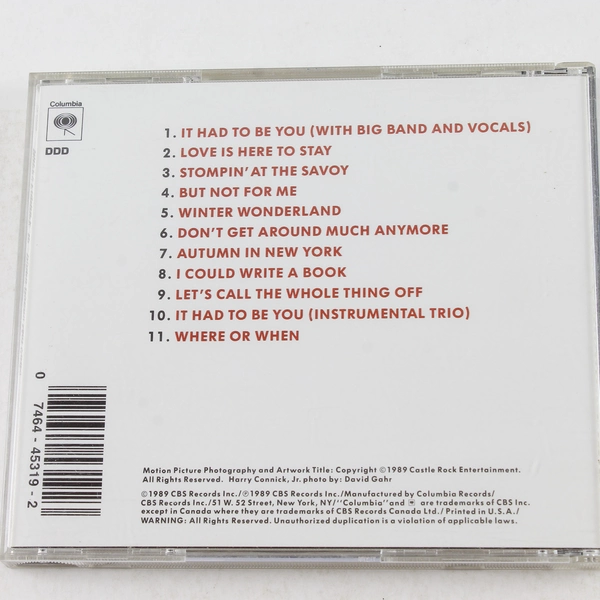 Columbia
DDD
1. IT HAD TO BE YOU (WITH BIG BAND AND VOCALS)
2. LOVE IS HERE TO STAY
3. STOMPIN' AT THE SAVOY
4. BUT NOT FOR ME
5. WINTER WONDERLAND
6. DON'T GET AROUND MUCH ANYMORE
7. AUTUMN IN NEW YORK
8. I COULD WRITE A BOOK
9. LET'S CALL THE WHOLE THING OFF
10. IT HAD TO BE YOU (INSTRUMENTAL TRIO)
11. WHERE OR WHEN
0 7464-45319-2
Motion Picture Photography and Artwork Title: Copyright ©1989 Castle Rock Entertainment.
All Rights Reserved. Harry Connick, Jr. photo by: David Gahr
©1989 CBS Records Inc./℗1989 CBS Records Inc./Manufactured by Columbia Records/
CBS Records Inc./51 W. 52 Street, New York, NY/"Columbia" and are trademarks of CBS Inc.
except in Canada where they are trademarks of CBS Records Canada Ltd./Printed in U.S.A./
WARNING: All Rights Reserved. Unauthorized duplication is a violation of applicable laws.